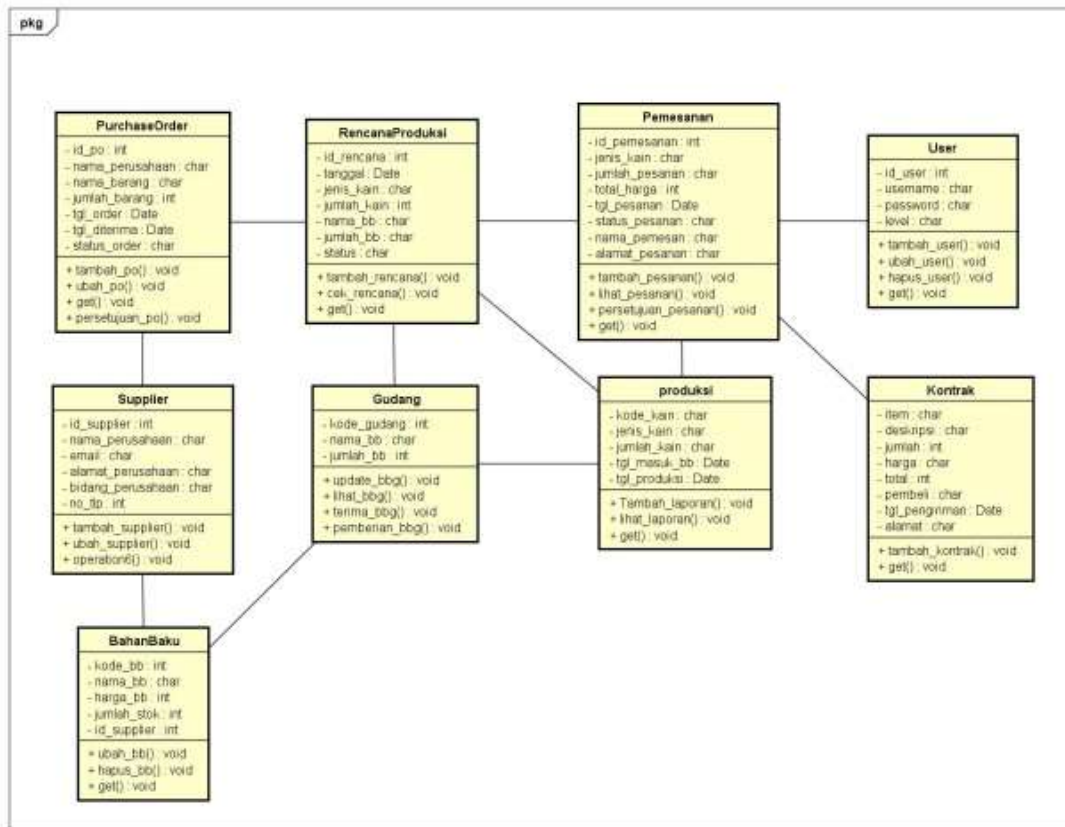 pkg
PurchaseOrder
- id_po : int
- nama_perusahaan : char
- nama_barang : char
- jumlah_barang : int
- tgl_order : Date
- tgl_diterima : Date
- status_order : char
+ tambah_po() : void
+ ubah_po() : void
+ get() : void
+ persetujuan_po() : void
RencanaProduksi
- id_rencana : int
- tanggal : Date
- jenis_kain : char
- jumlah_kain : int
- nama_bb : char
- jumlah_bb : char
- status : char
+ tambah_rencana() : void
+ cek_rencana() : void
+ get() : void
Pemesanan
- id_pemesanan : int
- jenis_kain : char
- jumlah_pesanan : char
- total_harga : int
- tgl_pesanan : Date
- status_pesanan : char
- nama_pemesan : char
- alamat_pesanan : char
+ tambah_pesanan() : void
+ lihat_pesanan() : void
+ persetujuan_pesanan() : void
+ get() : void
User
- id_user : int
- username : char
- password : char
- level : char
+ tambah_user() : void
+ ubah_user() : void
+ hapus_user() : void
+ get() : void
Supplier
- id_supplier : int
- nama_perusahaan : char
- email : char
- alamat_perusahaan : char
- bidang_perusahaan : char
- no_tlp : int
+ tambah_supplier() : void
+ ubah_supplier() : void
+ operation6() : void
Gudang
- kode_gudang : int
- nama_bb : char
- jumlah_bb : int
+ update_bbg() : void
+ lihat_bbg() : void
+ terima_bbg() : void
+ pemberian_bbg() : void
produksi
- kode_kain : char
- jenis_kain : char
- jumlah_kain : char
- tgl_masuk_bb : Date
- tgl_produksi : Date
+ Tambah_laporan() : void
+ lihat_laporan() : void
+ get() : void
Kontrak
- item : char
- deskripsi : char
- jumlah : int
- harga : char
- total : int
- pembeli : char
- tgl_pengiriman : Date
- alamat : char
+ tambah_kontrak() : void
+ get() : void
BahanBaku
- kode_bb : int
- nama_bb : char
- harga_bb : int
- jumlah_stok : int
- id_supplier : int
+ ubah_bb() : void
+ hapus_bb() : void
+ get() : void